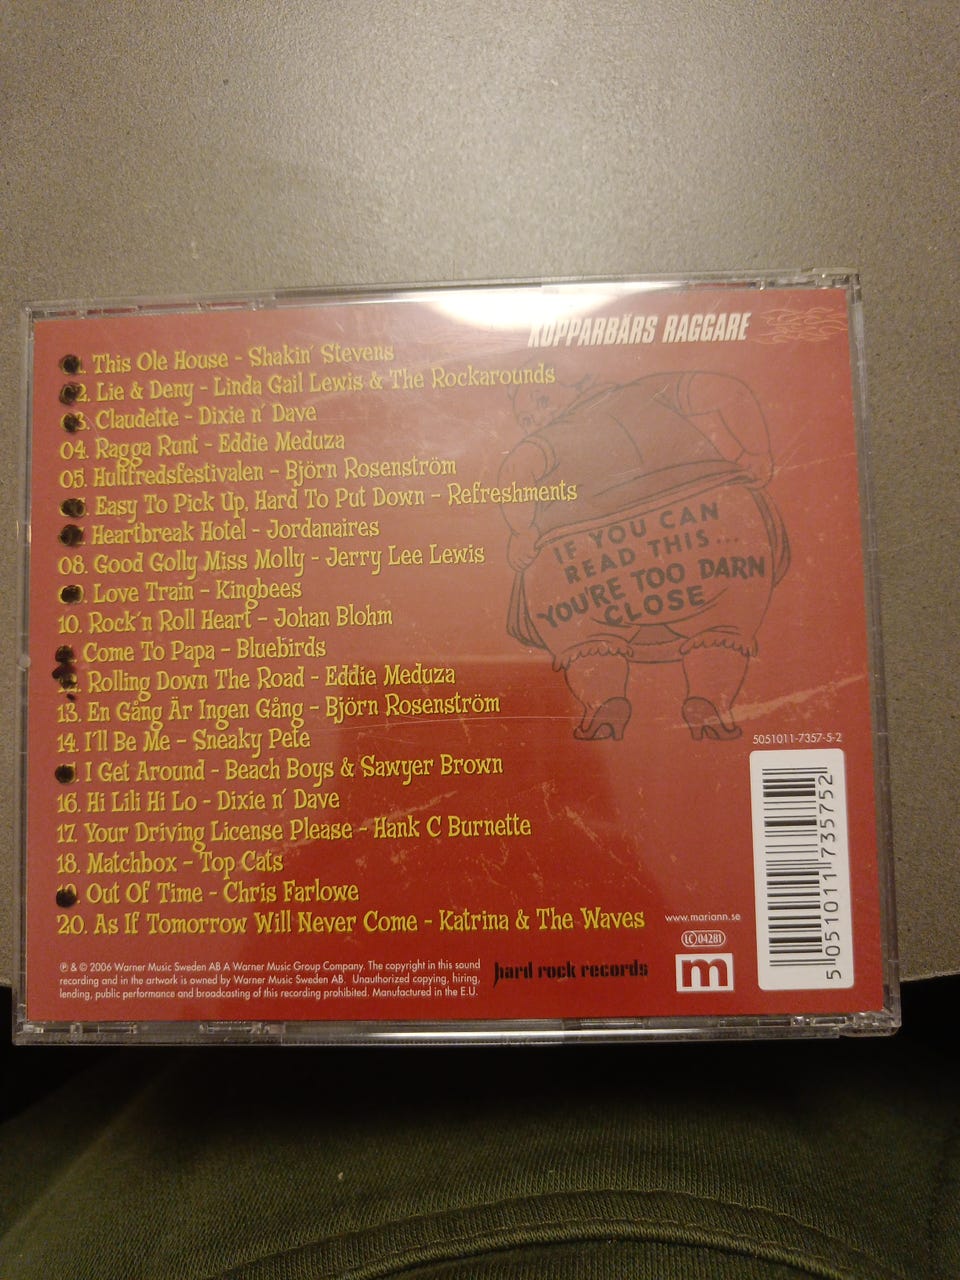 KOPPARBÄRS RAGGARE
1. This Ole House - Shakin' Stevens
2. Lie & Deny - Linda Gail Lewis & The Rockarounds
3. Claudette - Dixie n' Dave
04. Ragga Runt - Eddie Meduza
05. Hultfredsfestivalen - Björn Rosenström
Easy To Pick Up, Hard To Put Down - Refreshments
Heartbreak Hotel - Jordanaires
08. Good Golly Miss Molly - Jerry Lee Lewis
Love Train - Kingbees
10. Rock'n Roll Heart - Johan Blohm
Come To Papa - Bluebirds
12. Rolling Down The Road - Eddie Meduza
13. En Gång Är Ingen Gång - Björn Rosenström
14. I'll Be Me - Sneaky Pete
I Get Around - Beach Boys & Sawyer Brown
16. Hi Lili Hi Lo - Dixie n' Dave
17. Your Driving License Please - Hank C Burnette
18. Matchbox - Top Cats
19. Out Of Time - Chris Farlowe
20. As If Tomorrow Will Never Come - Katrina & The Waves
IF YOU CAN
READ THIS...
YOU'RE TOO DARN
CLOSE
5051011-7357-5-2
5 051011 735752
www.mariann.se
LC 04281
m
hard rock records
℗ & © 2006 Warner Music Sweden AB A Warner Music Group Company. The copyright in this sound
recording and in the artwork is owned by Warner Music Sweden AB. Unauthorized copying, hiring,
lending, public performance and broadcasting of this recording prohibited. Manufactured in the E.U.